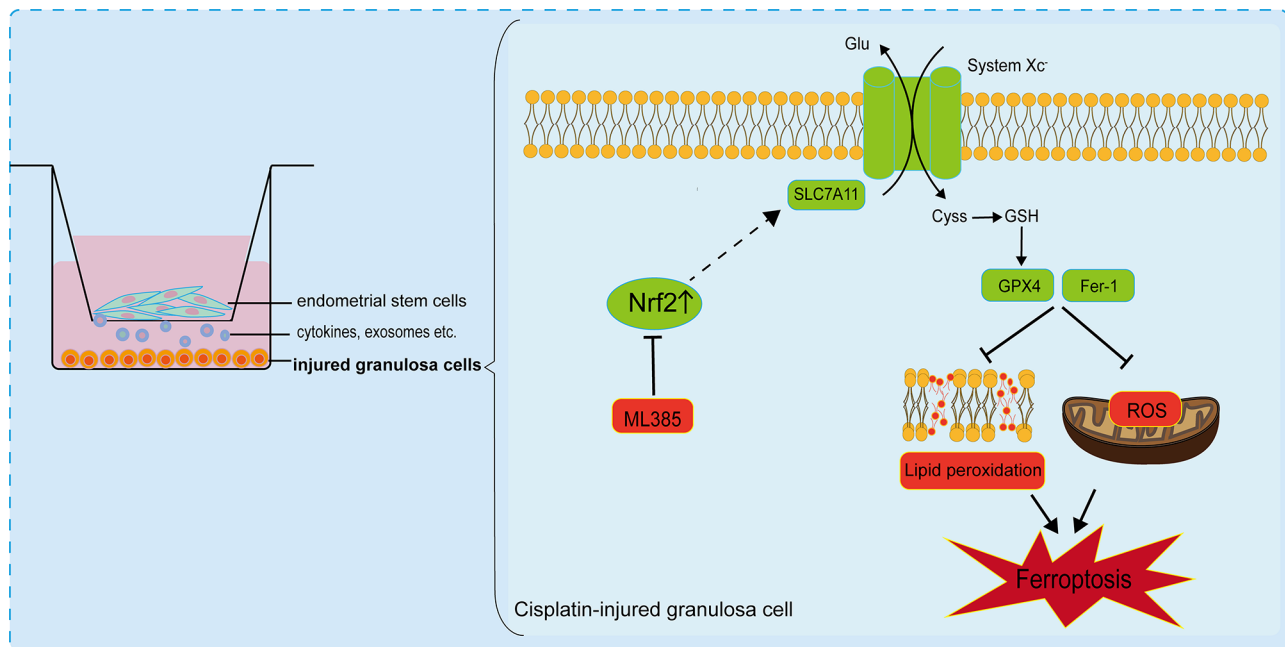 Glu
System Xc⁻
SLC7A11
Cyss
GSH
endometrial stem cells
cytokines, exosomes etc.
injured granulosa cells
Nrf2↑
GPX4
Fer-1
ML385
ROS
Lipid peroxidation
Ferroptosis
Cisplatin-injured granulosa cell